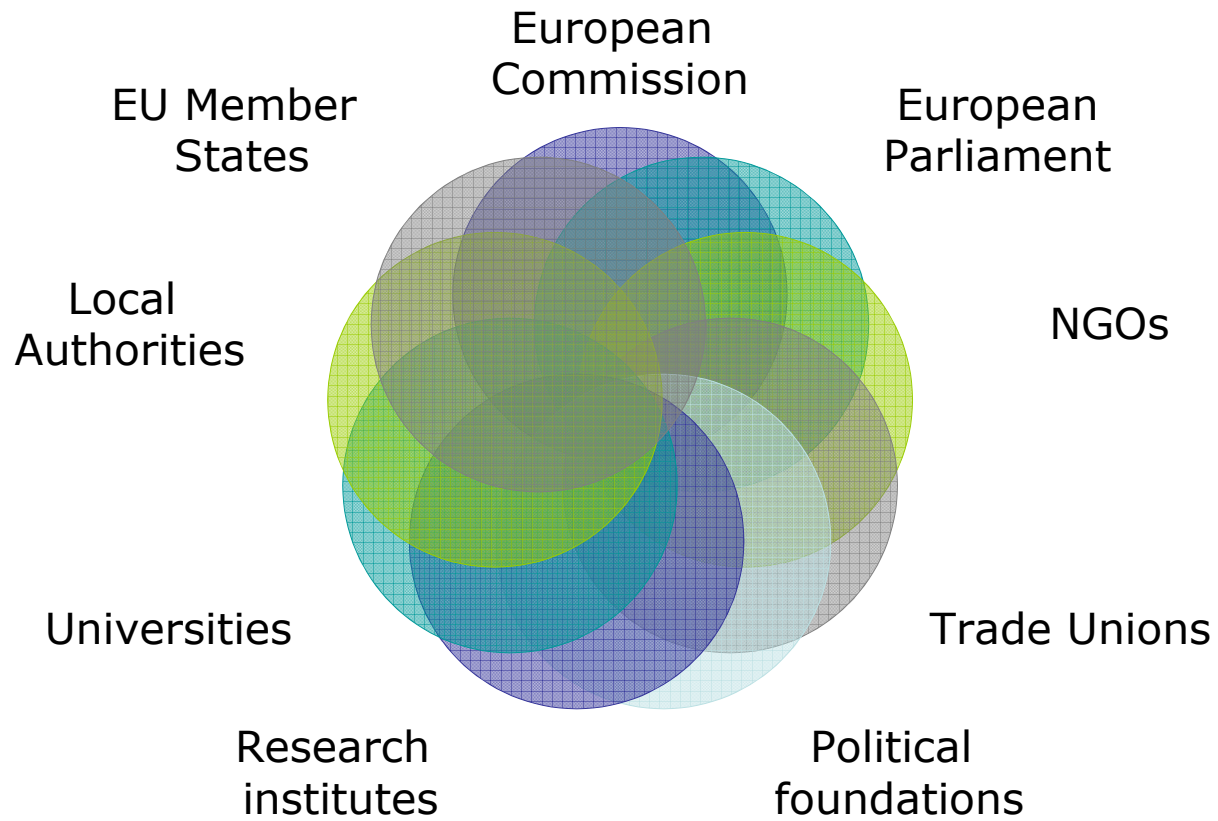 European
Commission
EU Member
States
European
Parliament
Local
Authorities
NGOs
Universities
Trade Unions
Research
institutes
Political
foundations